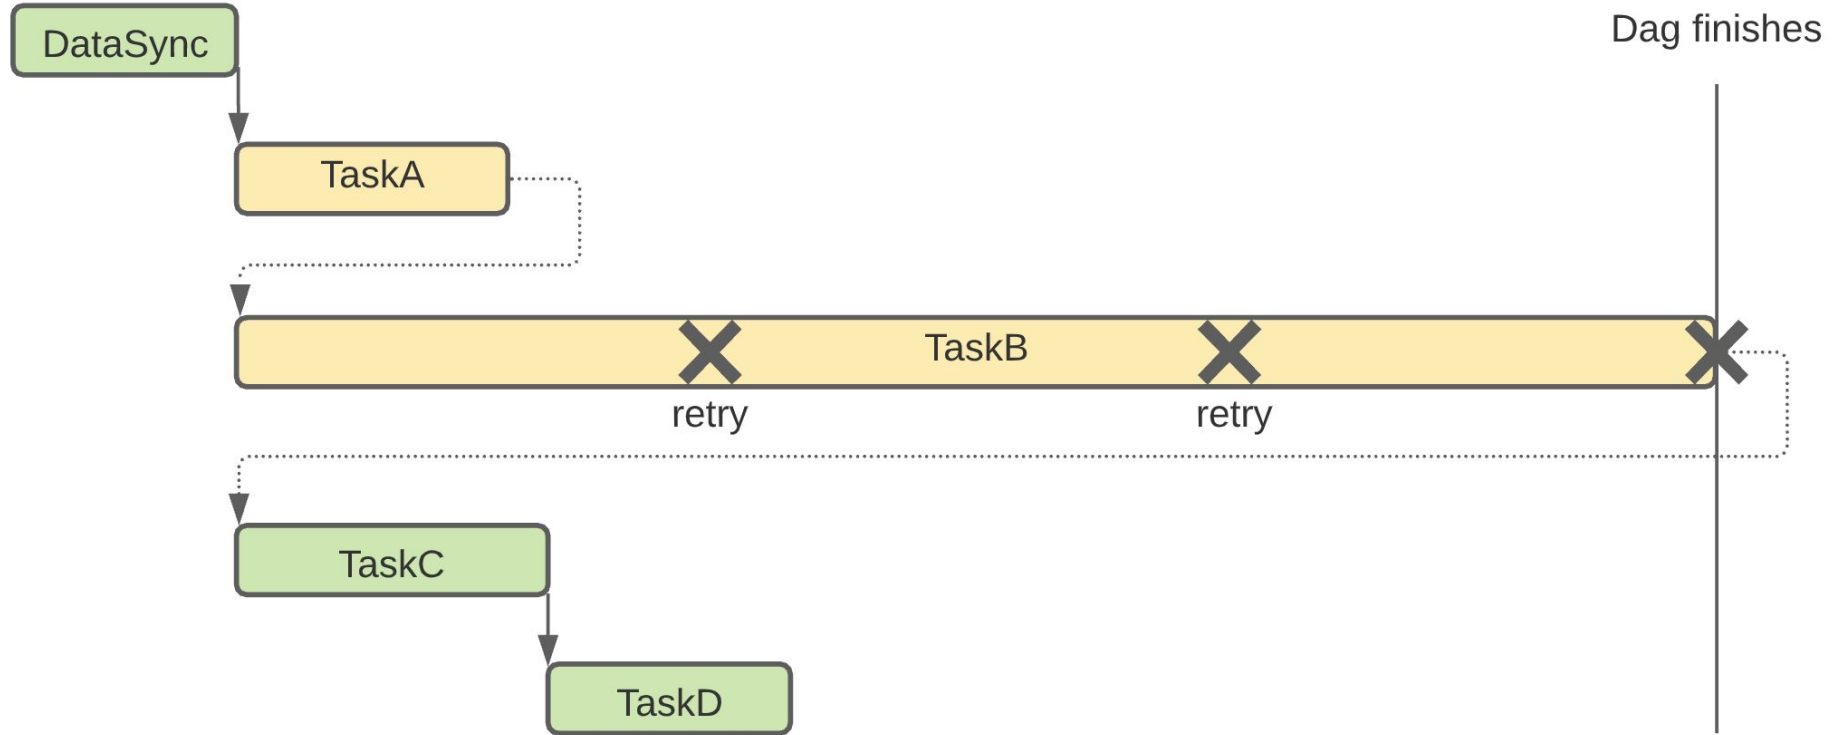 DataSync
Dag finishes
TaskA
TaskB
retry
retry
TaskC
TaskD